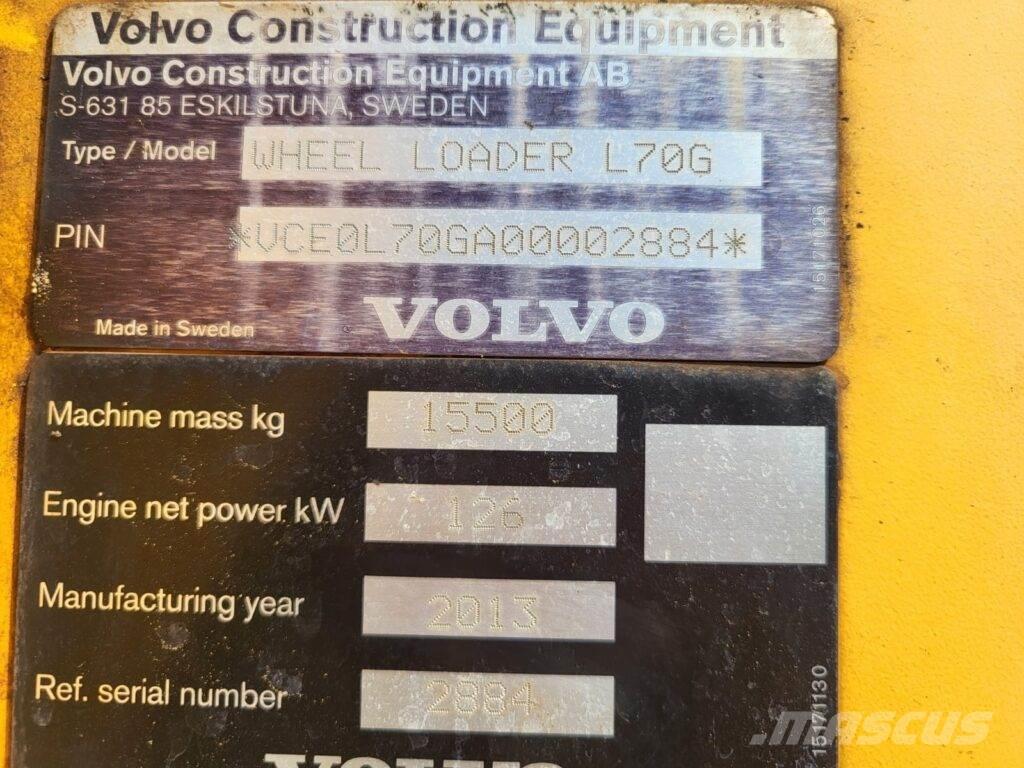 Volvo Construction Equipment
Volvo Construction Equipment AB
S-631 85 ESKILSTUNA, SWEDEN
Type / Model WHEEL LOADER L70G
PIN *VCE0L70GA00002884*
15171026
Made in Sweden VOLVO
Machine mass kg 15500
Engine net power kW 126
Manufacturing year 2013
Ref. serial number 2884
15171130
VOLVO
MASCUS